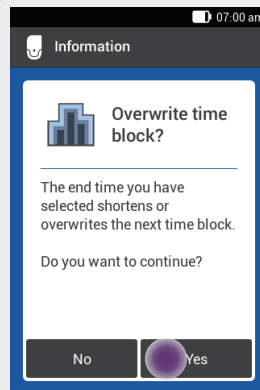 07:00 am
Information
Overwrite time
block?
The end time you have
selected shortens or
overwrites the next time block.
Do you want to continue?
No
Yes